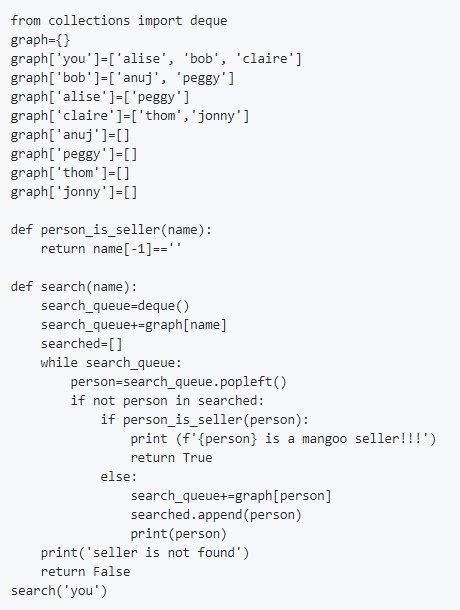 from collections import deque
graph={}
graph['you']=['alise', 'bob', 'claire']
graph['bob']=['anuj', 'peggy']
graph['alise']=['peggy']
graph['claire']=['thom','jonny']
graph['anuj']=[]
graph['peggy']=[]
graph['thom']=[]
graph['jonny']=[]

def person_is_seller(name):
    return name[-1]==''

def search(name):
    search_queue=deque()
    search_queue+=graph[name]
    searched=[]
    while search_queue:
        person=search_queue.popleft()
        if not person in searched:
            if person_is_seller(person):
                print (f'{person} is a mangoo seller!!!')
                return True
            else:
                search_queue+=graph[person]
                searched.append(person)
                print(person)
    print('seller is not found')
    return False
search('you')